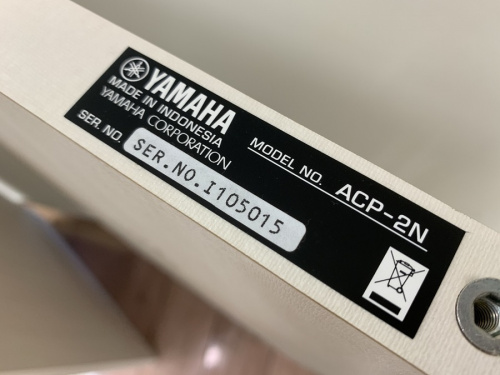 YAMAHA
MADE IN INDONESIA
YAMAHA CORPORATION
SER. NO.
SER.NO.I105015
MODEL NO. ACP-2N